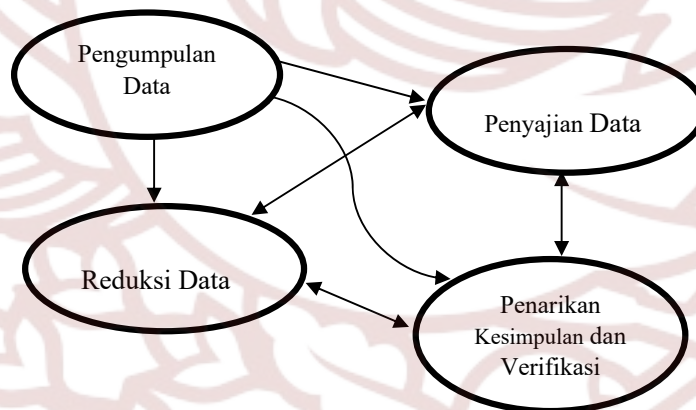 Pengumpulan
Data
Penyajian Data
Reduksi Data
Penarikan
Kesimpulan dan
Verifikasi